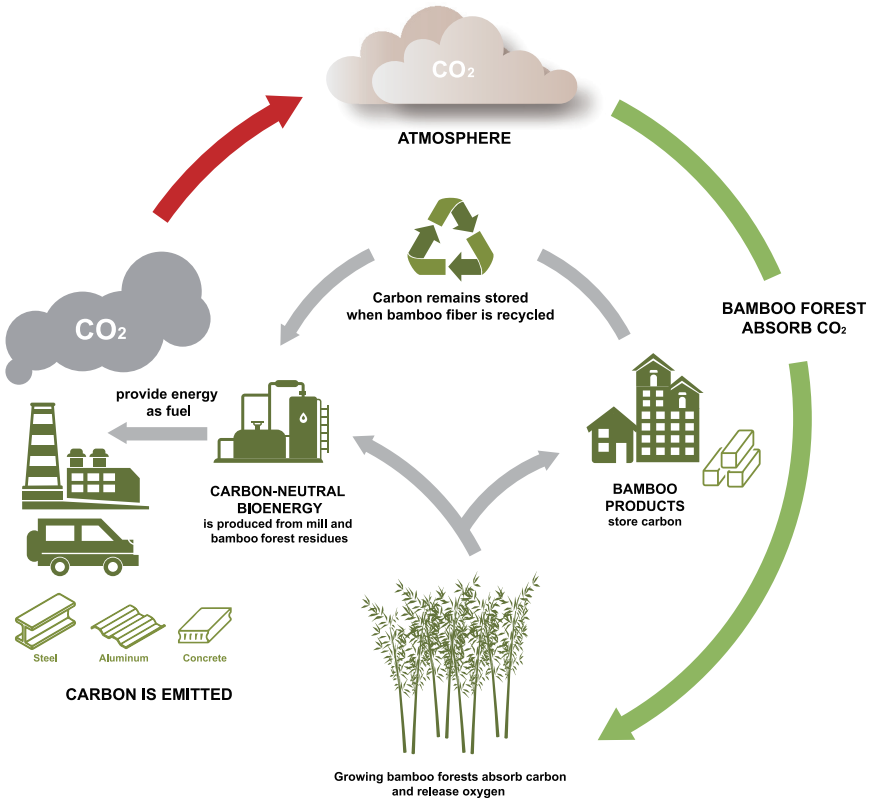 CO₂
ATMOSPHERE
Carbon remains stored
when bamboo fiber is recycled
BAMBOO FOREST
ABSORB CO₂
CO₂
provide energy
as fuel
CARBON-NEUTRAL
BIOENERGY
is produced from mill and
bamboo forest residues
BAMBOO
PRODUCTS
store carbon
Steel
Aluminum
Concrete
CARBON IS EMITTED
Growing bamboo forests absorb carbon
and release oxygen